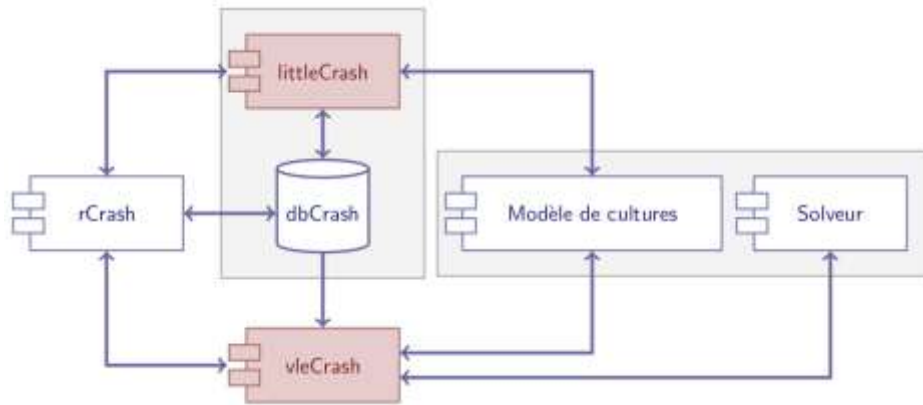 littleCrash
rCrash
dbCrash
Modèle de cultures
Solveur
vleCrash